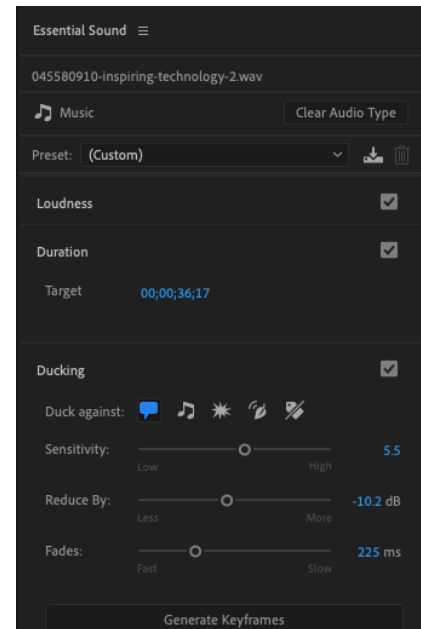 Essential Sound
045580910-inspiring-technology-2.wav
Music Clear Audio Type
Preset: (Custom)
Loudness
Duration
Target 00;00;36;17
Ducking
Duck against:
Sensitivity: 5.5
Low High
Reduce By: -10.2 dB
Less More
Fades: 225 ms
Fast Slow
Generate Keyframes